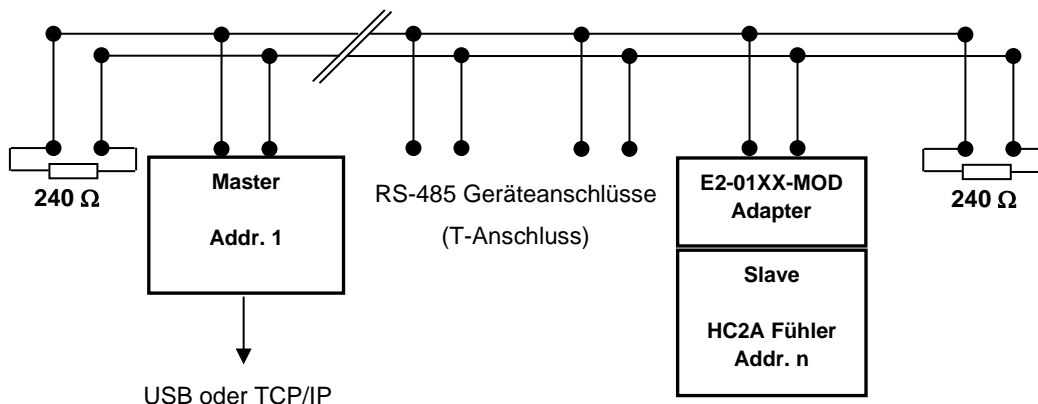 240 Ω
Master
Addr. 1
USB oder TCP/IP
RS-485 Geräteanschlüsse
(T-Anschluss)
E2-01XX-MOD
Adapter
Slave
HC2A Fühler
Addr. n
240 Ω